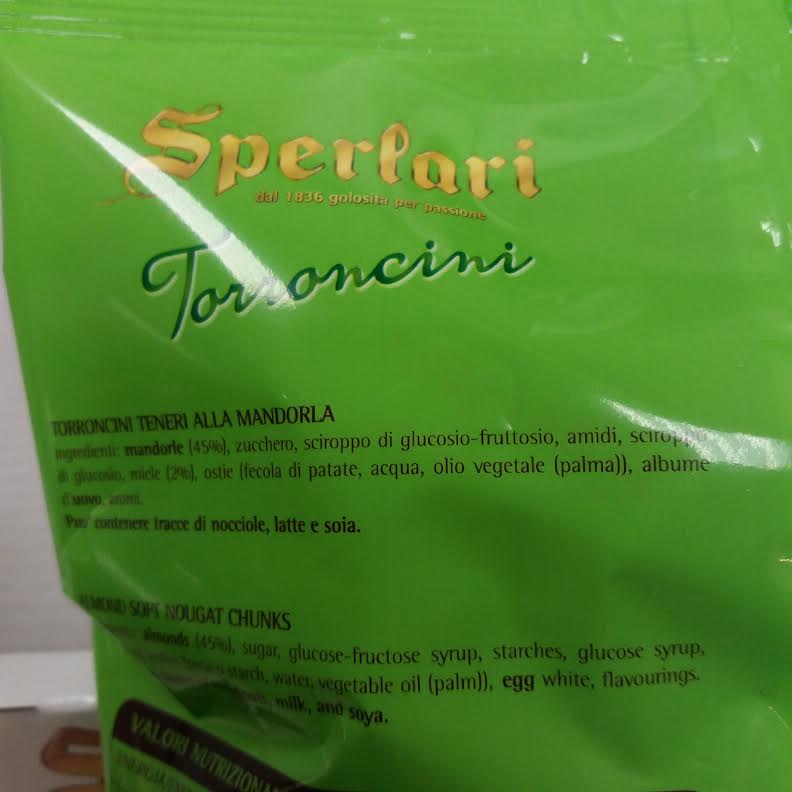 Sperlari
dal 1836 golosità per passione
Torroncini
TORRONCINI TENERI ALLA MANDORLA
Ingredienti: mandorle (45%), zucchero, sciroppo di glucosio-fruttosio, amidi, sciroppo
di glucosio, miele (2%), ostie (fecola di patate, acqua, olio vegetale (palma)), albume
d'uovo, aromi.
Può contenere tracce di nocciole, latte e soia.
ALMOND SOFT NOUGAT CHUNKS
almonds (45%), sugar, glucose-fructose syrup, starches, glucose syrup,
starch, water, vegetable oil (palm)), egg white, flavourings.
milk, and soya.
VALORI NUTRIZIONA